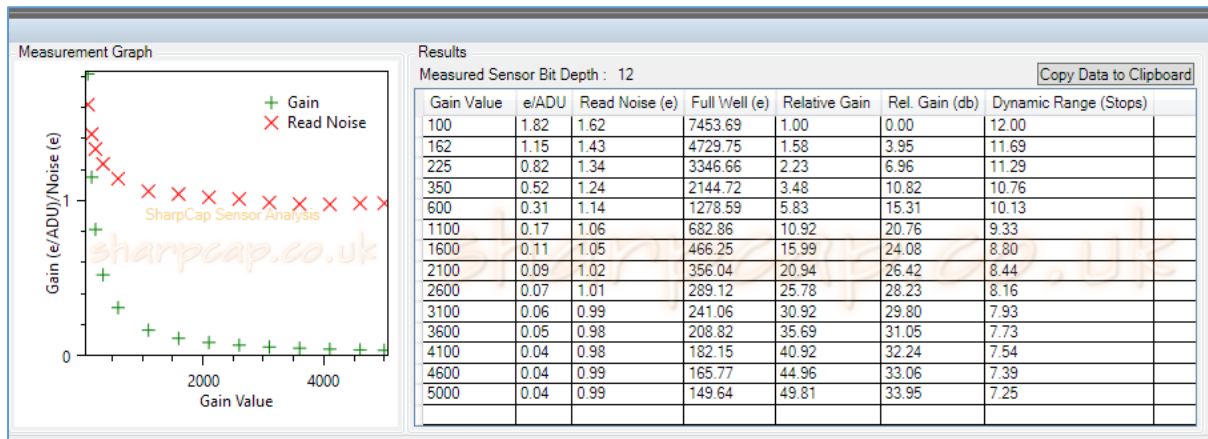 Measurement Graph
+ Gain
× Read Noise
Gain (e/ADU)/Noise (e)
1
0
2000 4000
Gain Value
SharpCap Sensor Analysis
sharpcap.co.uk
Results
Measured Sensor Bit Depth : 12
Copy Data to Clipboard
Gain Value e/ADU Read Noise (e) Full Well (e) Relative Gain Rel. Gain (db) Dynamic Range (Stops)
100 1.82 1.62 7453.69 1.00 0.00 12.00
162 1.15 1.43 4729.75 1.58 3.95 11.69
225 0.82 1.34 3346.66 2.23 6.96 11.29
350 0.52 1.24 2144.72 3.48 10.82 10.76
600 0.31 1.14 1278.59 5.83 15.31 10.13
1100 0.17 1.06 682.86 10.92 20.76 9.33
1600 0.11 1.05 466.25 15.99 24.08 8.80
2100 0.09 1.02 356.04 20.94 26.42 8.44
2600 0.07 1.01 289.12 25.78 28.23 8.16
3100 0.06 0.99 241.06 30.92 29.80 7.93
3600 0.05 0.98 208.82 35.69 31.05 7.73
4100 0.04 0.98 182.15 40.92 32.24 7.54
4600 0.04 0.99 165.77 44.96 33.06 7.39
5000 0.04 0.99 149.64 49.81 33.95 7.25
sharpcap.co.uk